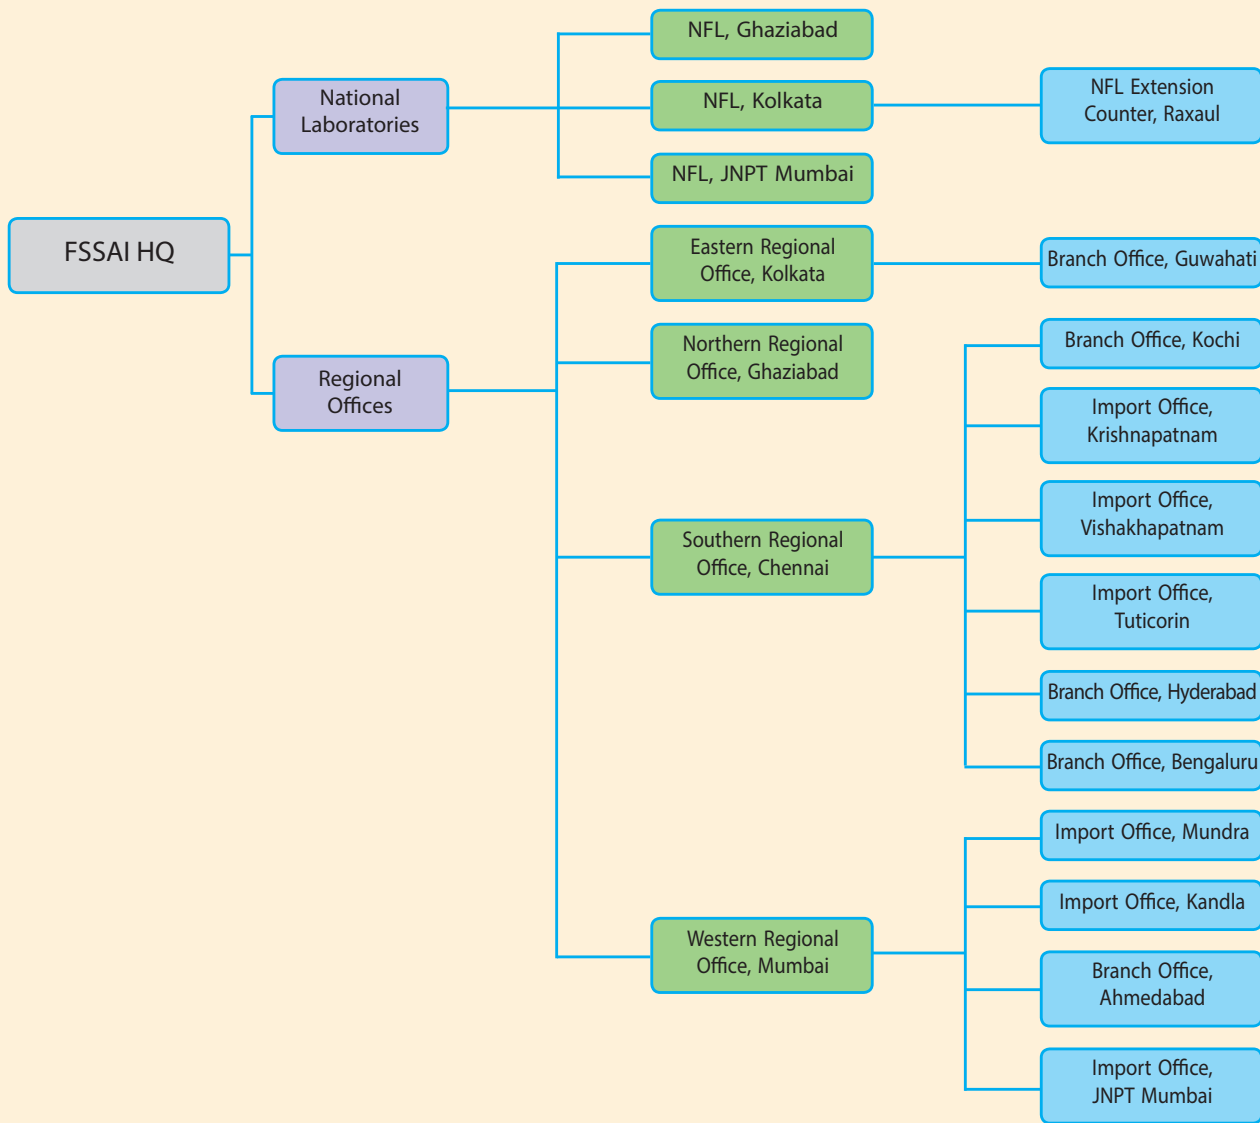 FSSAI HQ
National
Laboratories
Regional
Offices
NFL, Ghaziabad
NFL, Kolkata
NFL, JNPT Mumbai
Eastern Regional
Office, Kolkata
Northern Regional
Office, Ghaziabad
Southern Regional
Office, Chennai
Western Regional
Office, Mumbai
NFL Extension
Counter, Raxaul
Branch Office, Guwahati
Branch Office, Kochi
Import Office,
Krishnapatnam
Import Office,
Vishakhapatnam
Import Office,
Tuticorin
Branch Office, Hyderabad
Branch Office, Bengaluru
Import Office, Mundra
Import Office, Kandla
Branch Office,
Ahmedabad
Import Office,
JNPT Mumbai